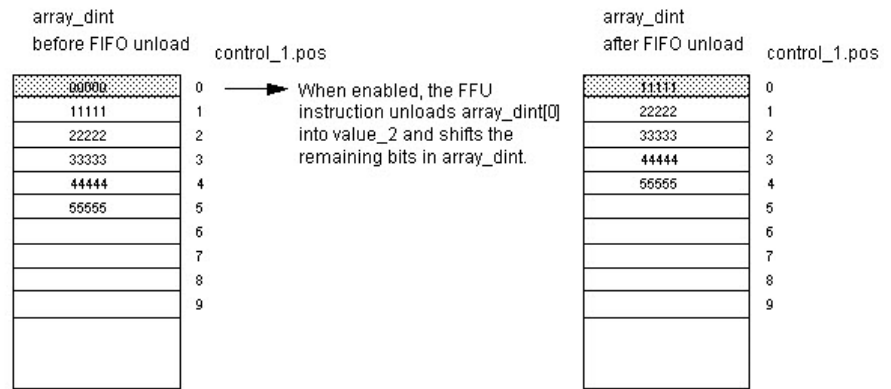 array_dint
before FIFO unload
control_1.pos
00000 0
11111 1
22222 2
33333 3
44444 4
55555 5
6
7
8
9
When enabled, the FFU
instruction unloads array_dint[0]
into value_2 and shifts the
remaining bits in array_dint.
array_dint
after FIFO unload
control_1.pos
11111 0
22222 1
33333 2
44444 3
55555 4
5
6
7
8
9